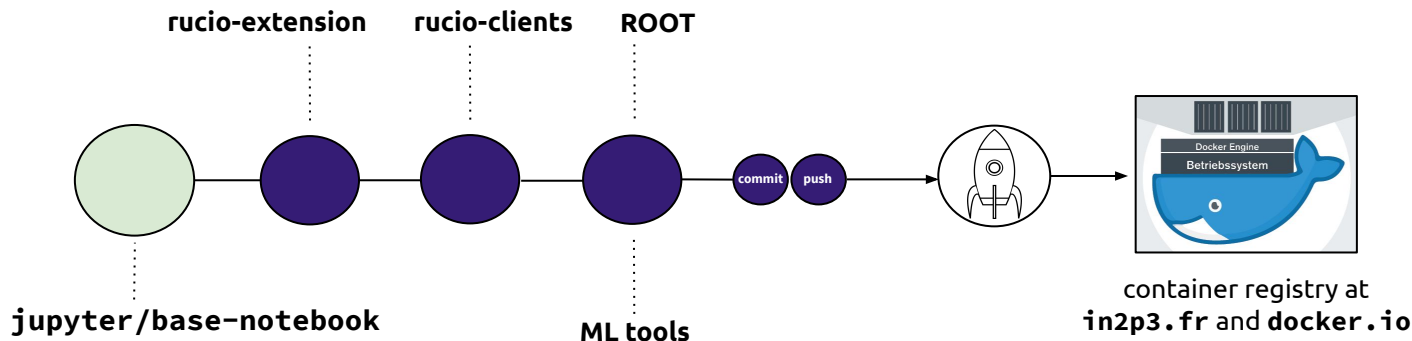 rucio-extension
rucio-clients
ROOT
commit
push
Docker Engine
Betriebssystem
jupyter/base-notebook
ML tools
container registry at
in2p3.fr and docker.io